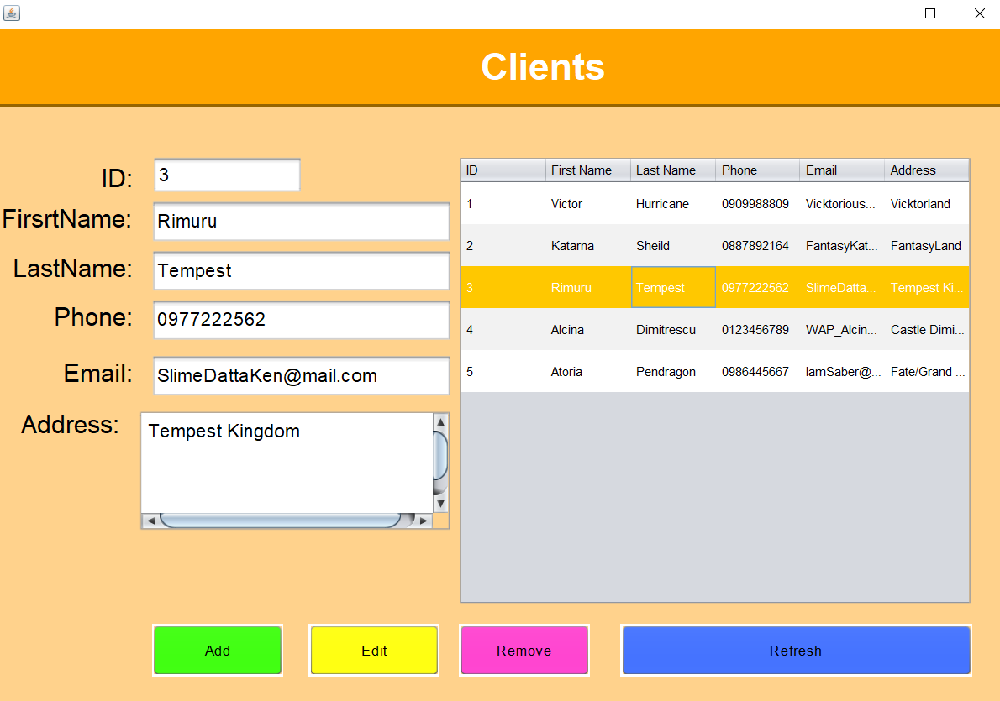 Clients
ID: 3
FirsrtName: Rimuru
LastName: Tempest
Phone: 0977222562
Email: SlimeDattaKen@mail.com
Address: Tempest Kingdom
ID First Name Last Name Phone Email Address
1 Victor Hurricane 0909988809 Vicktorious... Vicktorland
2 Katarna Sheild 0887892164 FantasyKat... FantasyLand
3 Rimuru Tempest 0977222562 SlimeDatta... Tempest Ki...
4 Alcina Dimitrescu 0123456789 WAP_Alcin... Castle Dimi...
5 Atoria Pendragon 0986445667 IamSaber@... Fate/Grand ...
Add Edit Remove Refresh